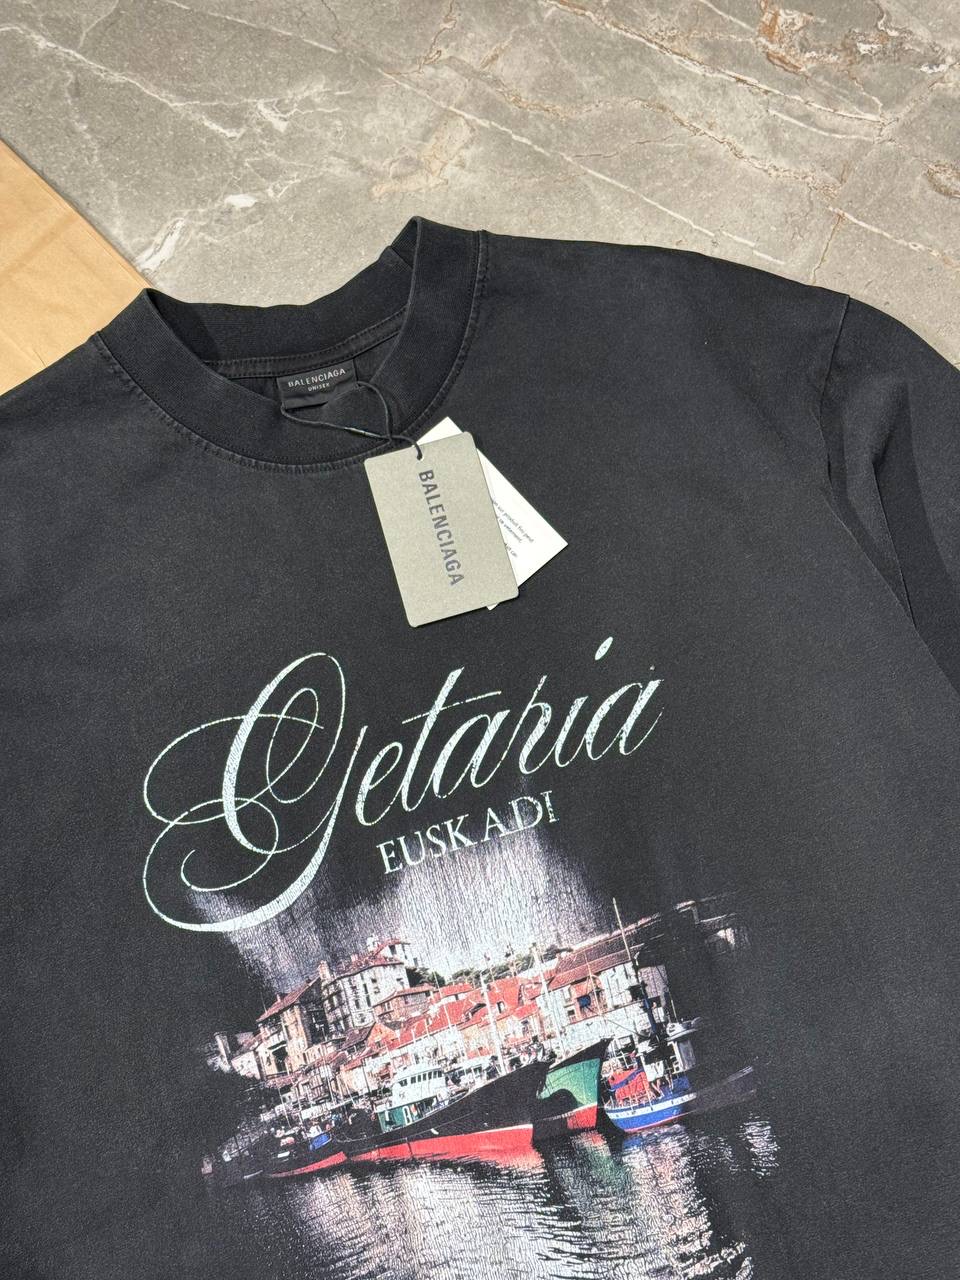 BALENCIAGA
UNISEX
BALENCIAGA
Getaria
EUSKADI